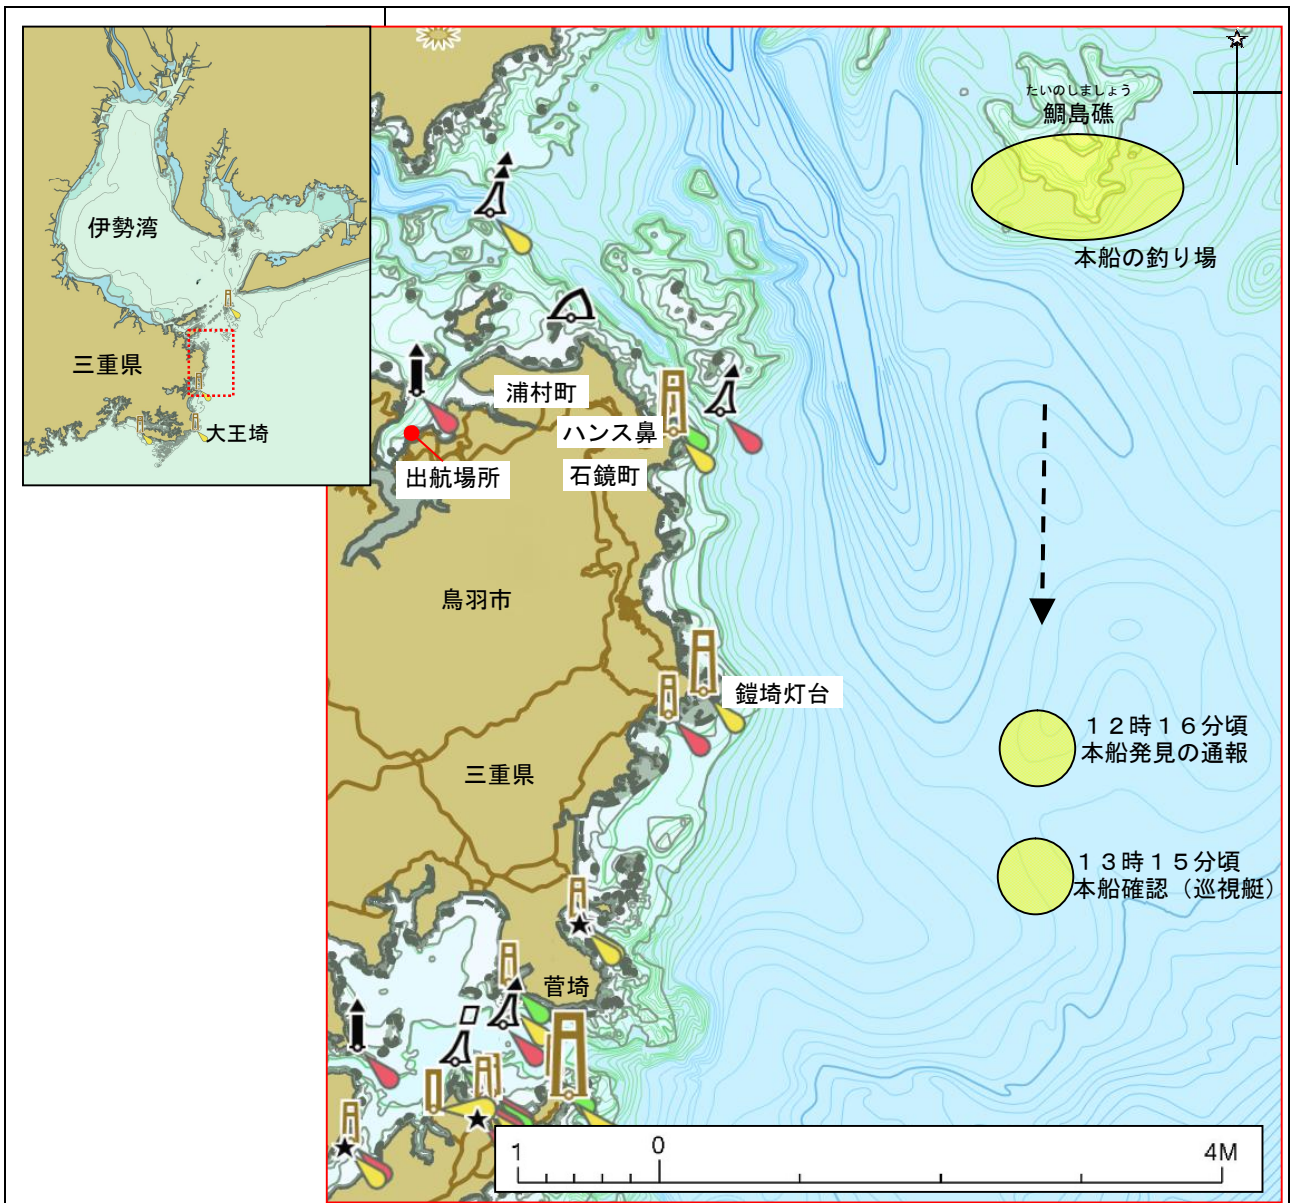 伊勢湾
三重県
大王埼
たいのしましょう
鯛島礁
本船の釣り場
浦村町
ハンス鼻
石鏡町
出航場所
鳥羽市
鎧埼灯台
三重県
１２時１６分頃
本船発見の通報
１３時１５分頃
本船確認（巡視艇）
菅埼
1 0 4M